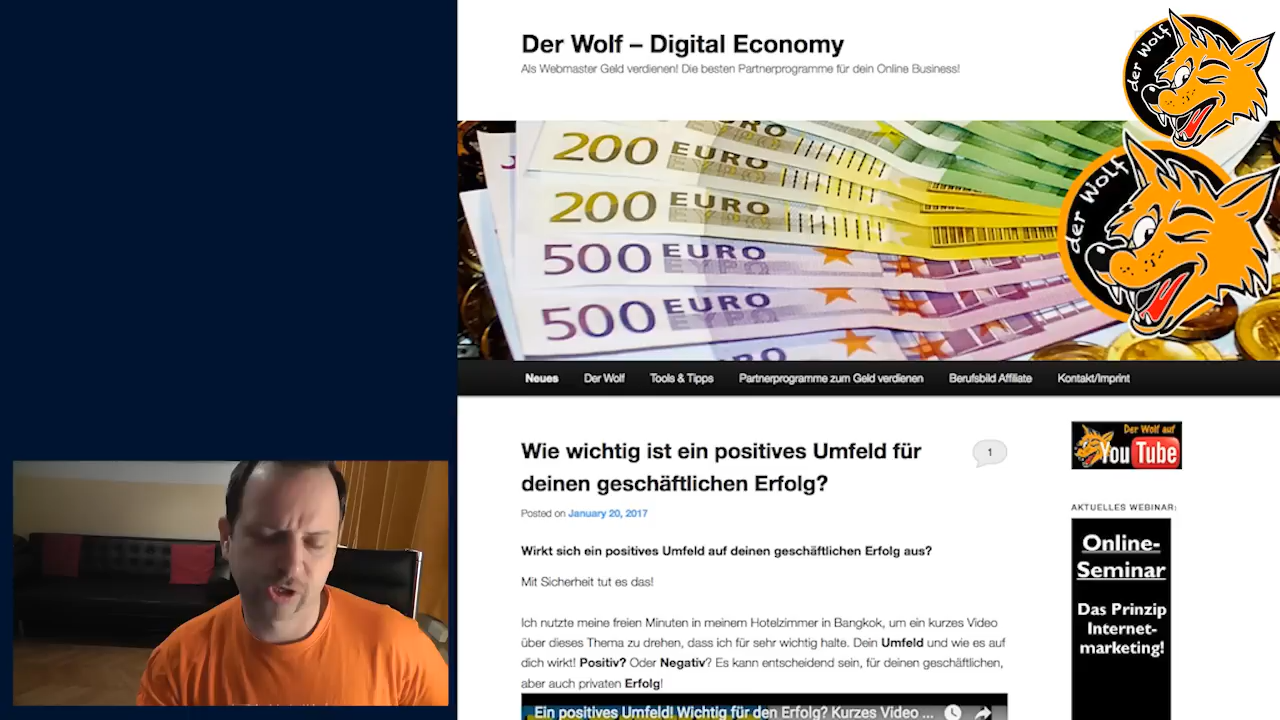 Der Wolf – Digital Economy
Als Webmaster Geld verdienen! Die besten Partnerprogramme für dein Online Business!
der Wolf
der Wolf
200 EURO
200 EURO
500 EURO
500 EURO
Neues Der Wolf Tools & Tipps Partnerprogramme zum Geld verdienen Berufsbild Affiliate Kontakt/Imprint
Wie wichtig ist ein positives Umfeld für
deinen geschäftlichen Erfolg?
1
Posted on January 20, 2017
Wirkt sich ein positives Umfeld auf deinen geschäftlichen Erfolg aus?
Mit Sicherheit tut es das!
Ich nutzte meine freien Minuten in meinem Hotelzimmer in Bangkok, um ein kurzes Video
über dieses Thema zu drehen, dass ich für sehr wichtig halte. Dein Umfeld und wie es auf
dich wirkt! Positiv? Oder Negativ? Es kann entscheidend sein, für deinen geschäftlichen,
aber auch privaten Erfolg!
Ein positives Umfeld! Wichtig für den Erfolg? Kurzes Video ...
Der Wolf auf
YouTube
AKTUELLES WEBINAR:
Online-
Seminar
Das Prinzip
Internet-
marketing!